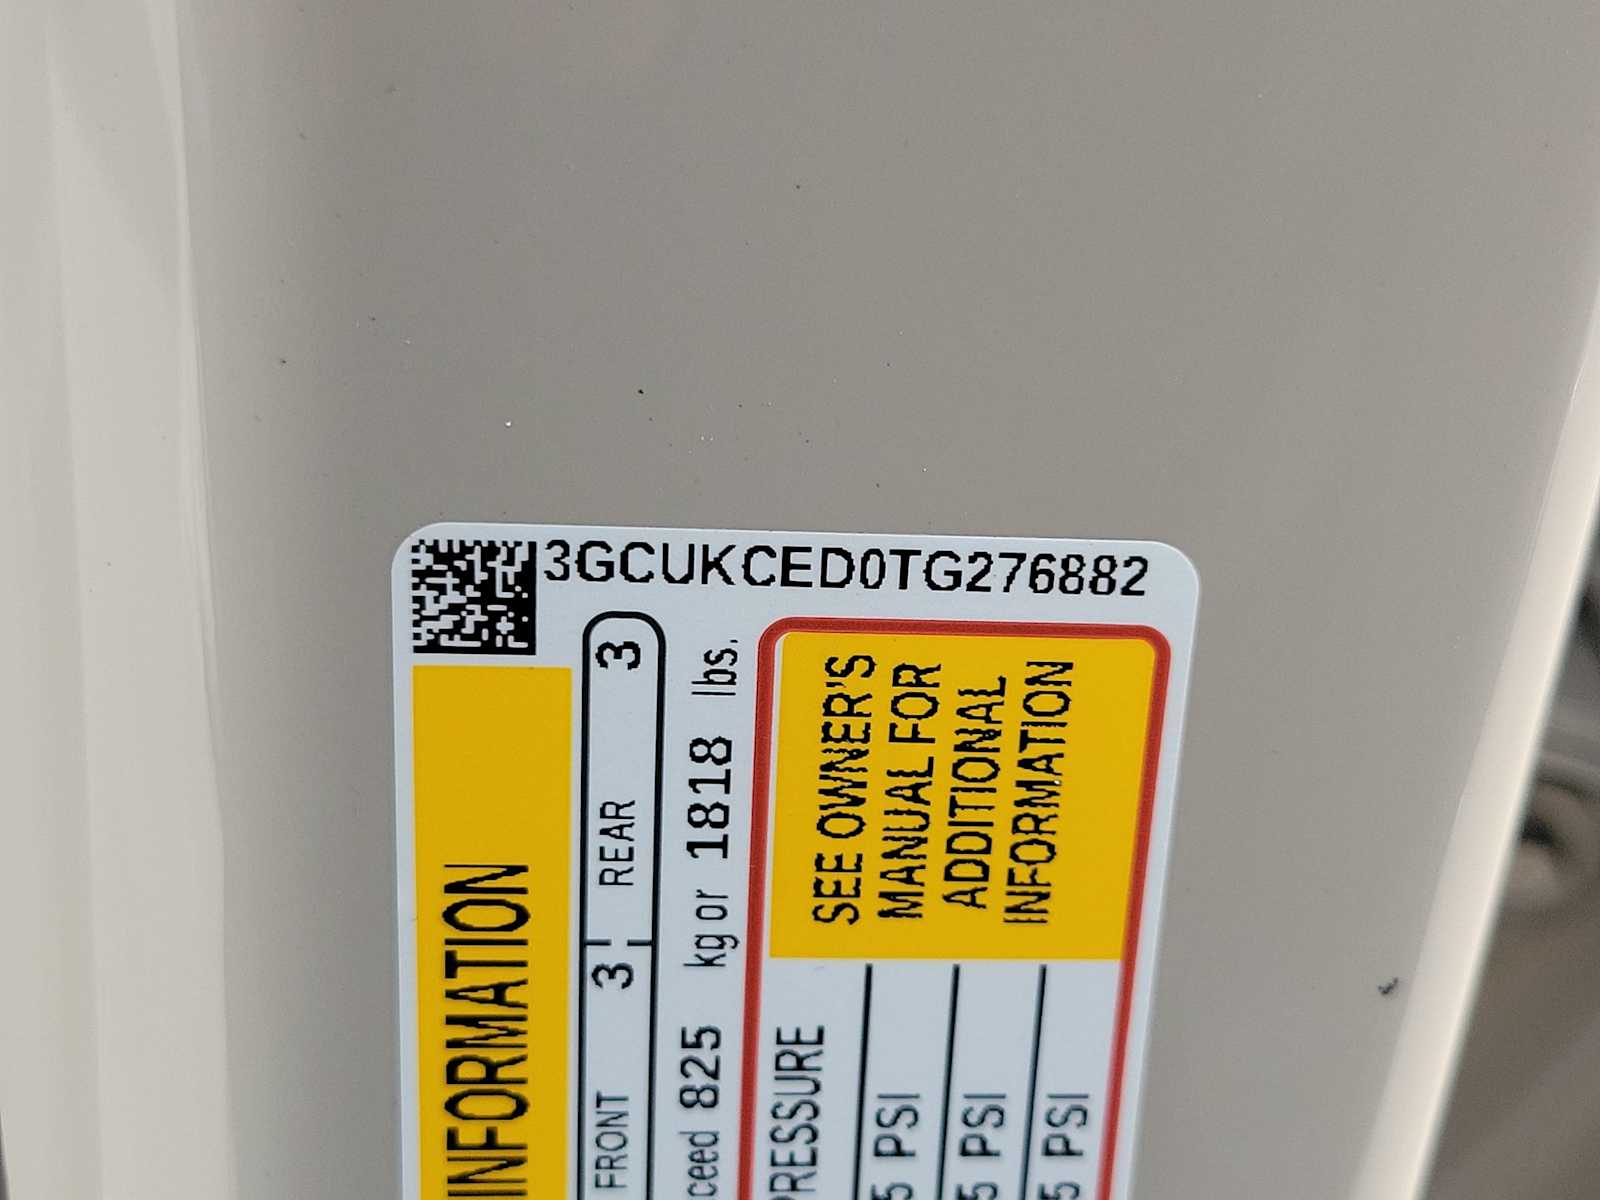 3GCUKCED0TG276882
INFORMATION
FRONT 3 REAR 3
825 kg or 1818 lbs.
PRESSURE
SEE OWNER'S
MANUAL FOR
ADDITIONAL
INFORMATION
5 PSI
5 PSI
5 PSI